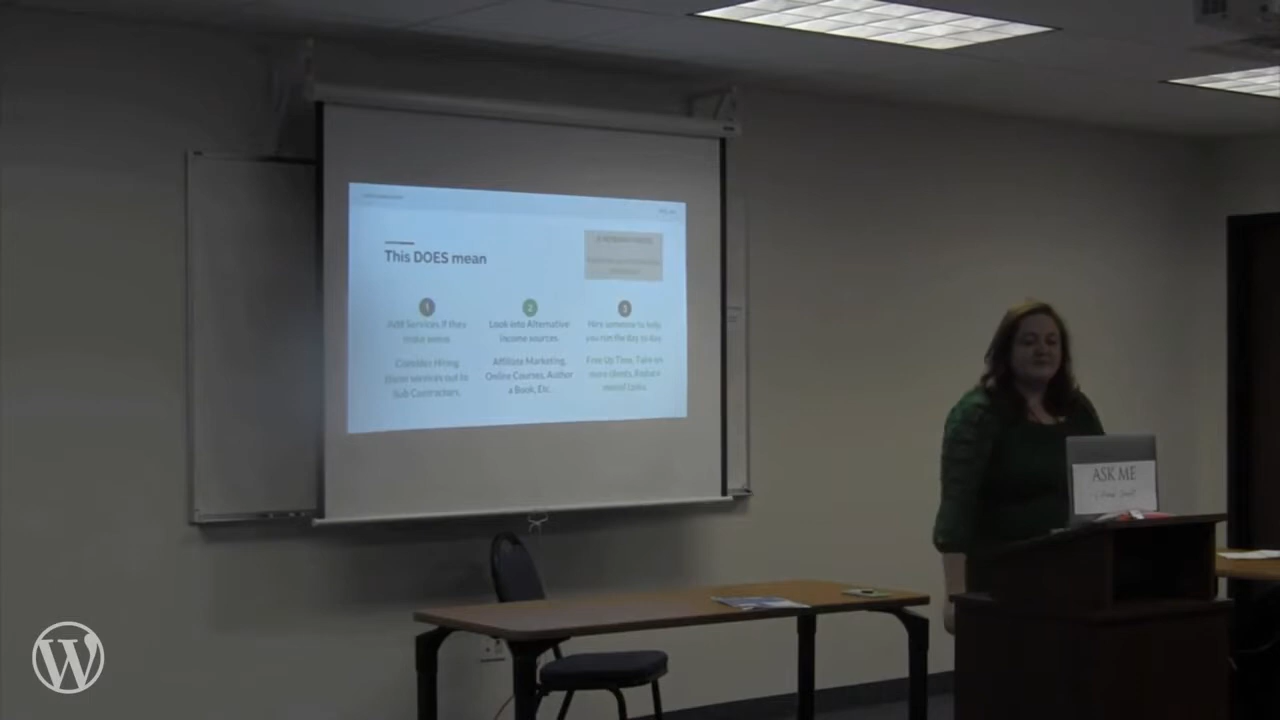 This DOES mean
1
Add Services if they
make sense.
Consider Hiring
these services out to
Sub Contractors.
2
Look into Alternative
income sources.
Affiliate Marketing,
Online Courses, Author
a Book, Etc.
3
Hire someone to help
you run the day to day
Free Up Time, Take on
more clients, Reduce
menial tasks.
ASK ME